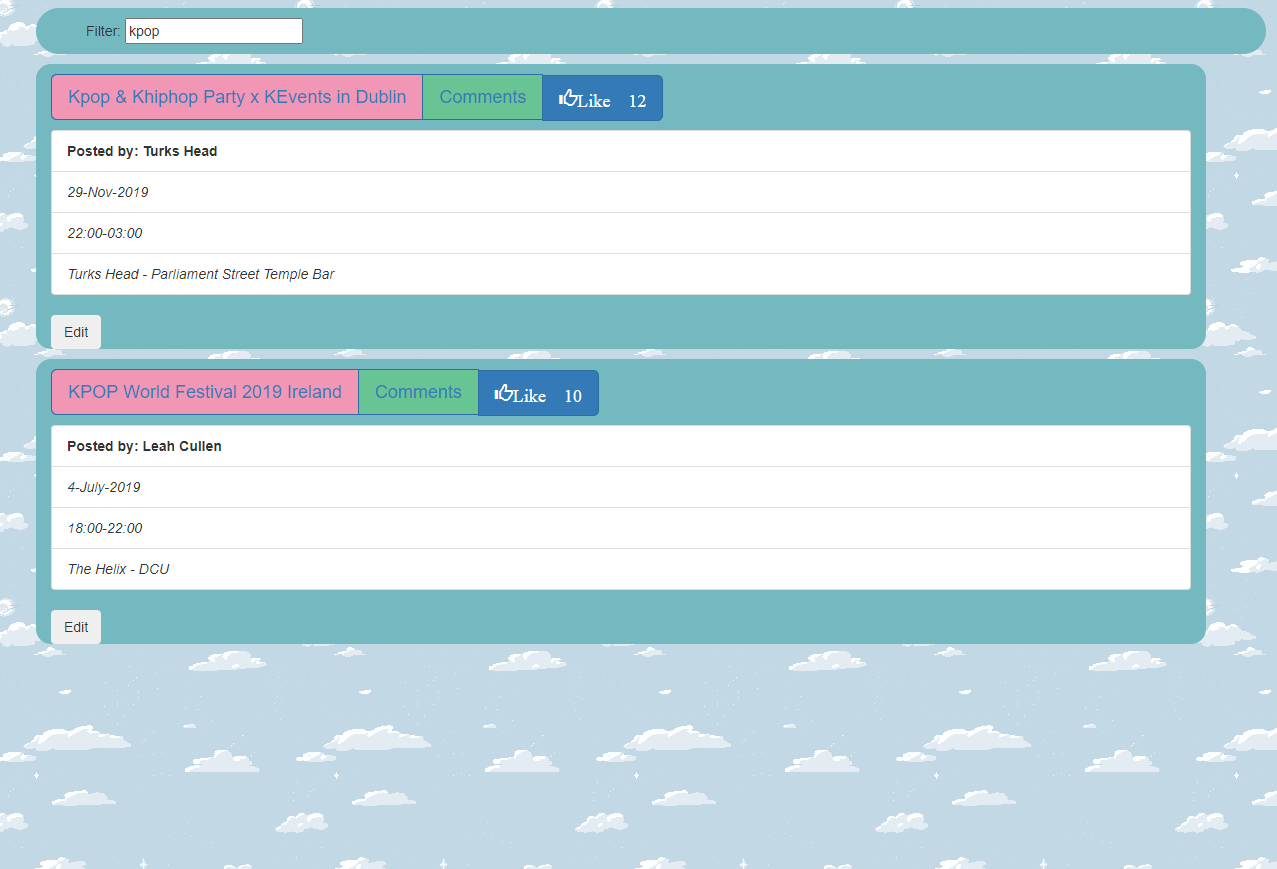 Filter: kpop
Kpop & Khiphop Party x KEvents in Dublin Comments Like 12
Posted by: Turks Head
29-Nov-2019
22:00-03:00
Turks Head - Parliament Street Temple Bar
Edit
KPOP World Festival 2019 Ireland Comments Like 10
Posted by: Leah Cullen
4-July-2019
18:00-22:00
The Helix - DCU
Edit